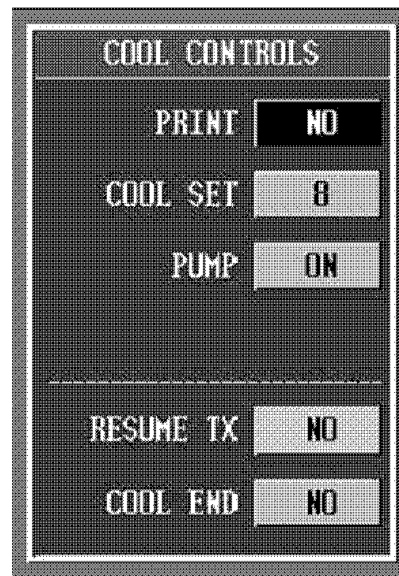 COOL CONTROLS
PRINT NO
COOL SET 8
PUMP ON
RESUME TX NO
COOL END NO